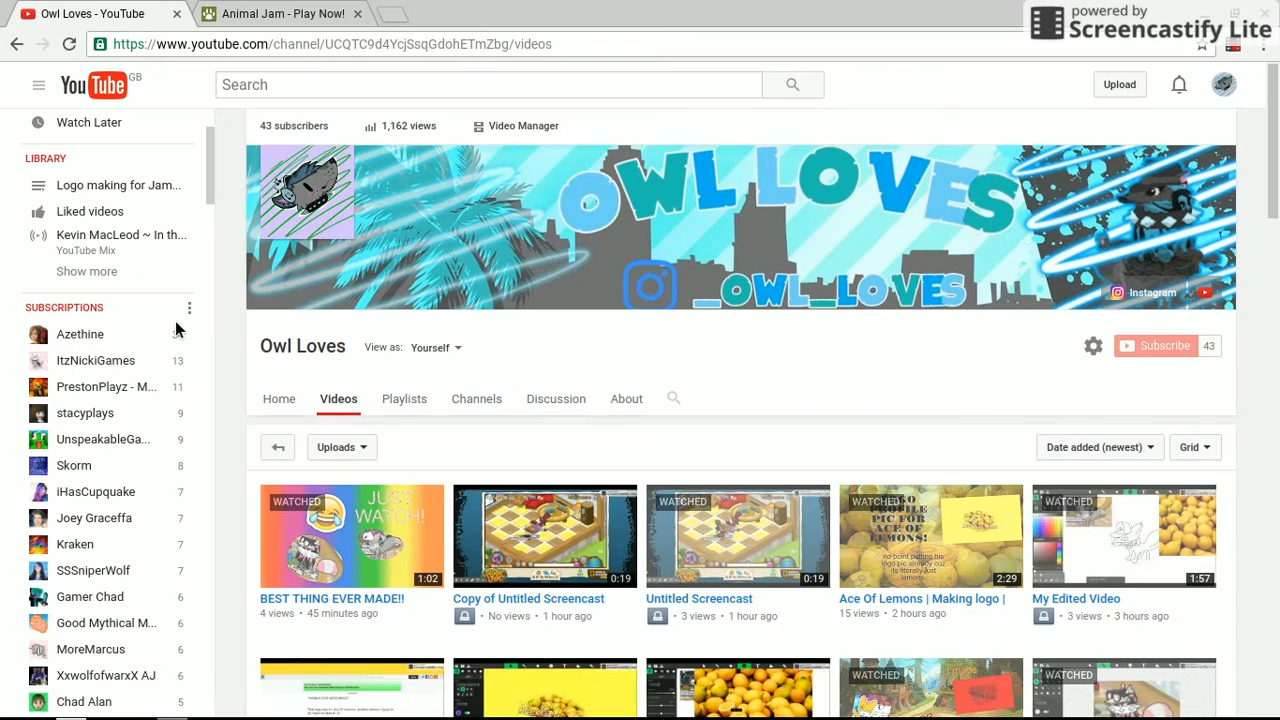 Owl Loves - YouTube
Animal Jam - Play Now!
powered by
Screencastify Lite
https://www.youtube.com/channel/UCQTC9d4YcjSsqGdohETmZbg/videos
YouTube GB
Search
Upload
Watch Later
43 subscribers
1,162 views
Video Manager
LIBRARY
Logo making for Jam...
Liked videos
Kevin MacLeod ~ In th...
YouTube Mix
Show more
OWL LOVES
_OWL_LOVES
Instagram
SUBSCRIPTIONS
Azethine
ItzNickiGames 13
PrestonPlayz - M... 11
stacyplays 9
UnspeakableGa... 9
Skorm 8
iHasCupquake 7
Joey Graceffa 7
Kraken 7
SSSniperWolf 7
Gamer Chad 6
Good Mythical M... 6
MoreMarcus 6
XxWolfofwarxX AJ 6
Chad Alan 5
Owl Loves
View as: Yourself
Subscribe 43
Home
Videos
Playlists
Channels
Discussion
About
Uploads
Date added (newest)
Grid
WATCHED
JUST
WATCH!
1:02
BEST THING EVER MADE!!
4 views • 45 minutes ago
0:19
Copy of Untitled Screencast
No views • 1 hour ago
WATCHED
0:19
Untitled Screencast
3 views • 1 hour ago
WATCHED
PROFILE
PIC FOR
ACE OF
LEMONS!
no point putting his
logo pic already cuz
its literally just
lemons!
2:29
Ace Of Lemons | Making logo |
15 views • 2 hours ago
WATCHED
1:57
My Edited Video
3 views • 3 hours ago
WATCHED
WATCHED